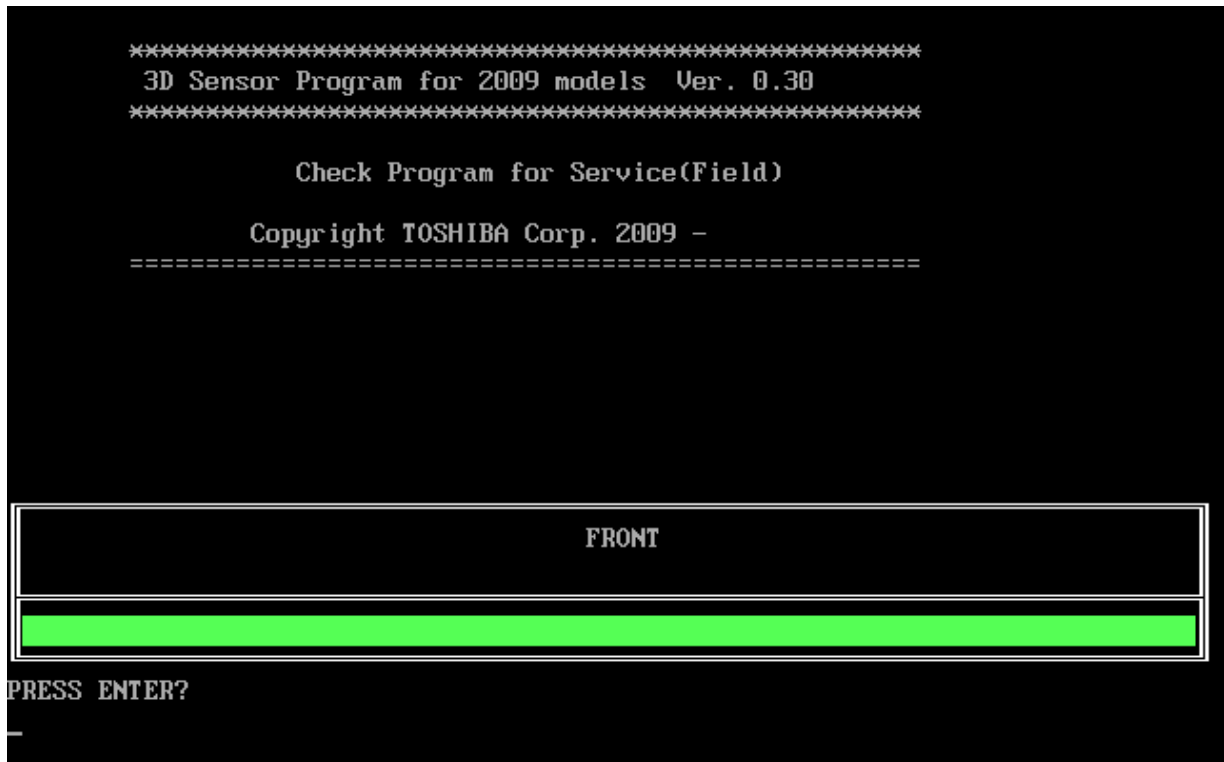 ****************************************************
3D Sensor Program for 2009 models  Ver. 0.30
****************************************************
Check Program for Service(Field)
Copyright TOSHIBA Corp. 2009 -
====================================================
FRONT
PRESS ENTER?
_